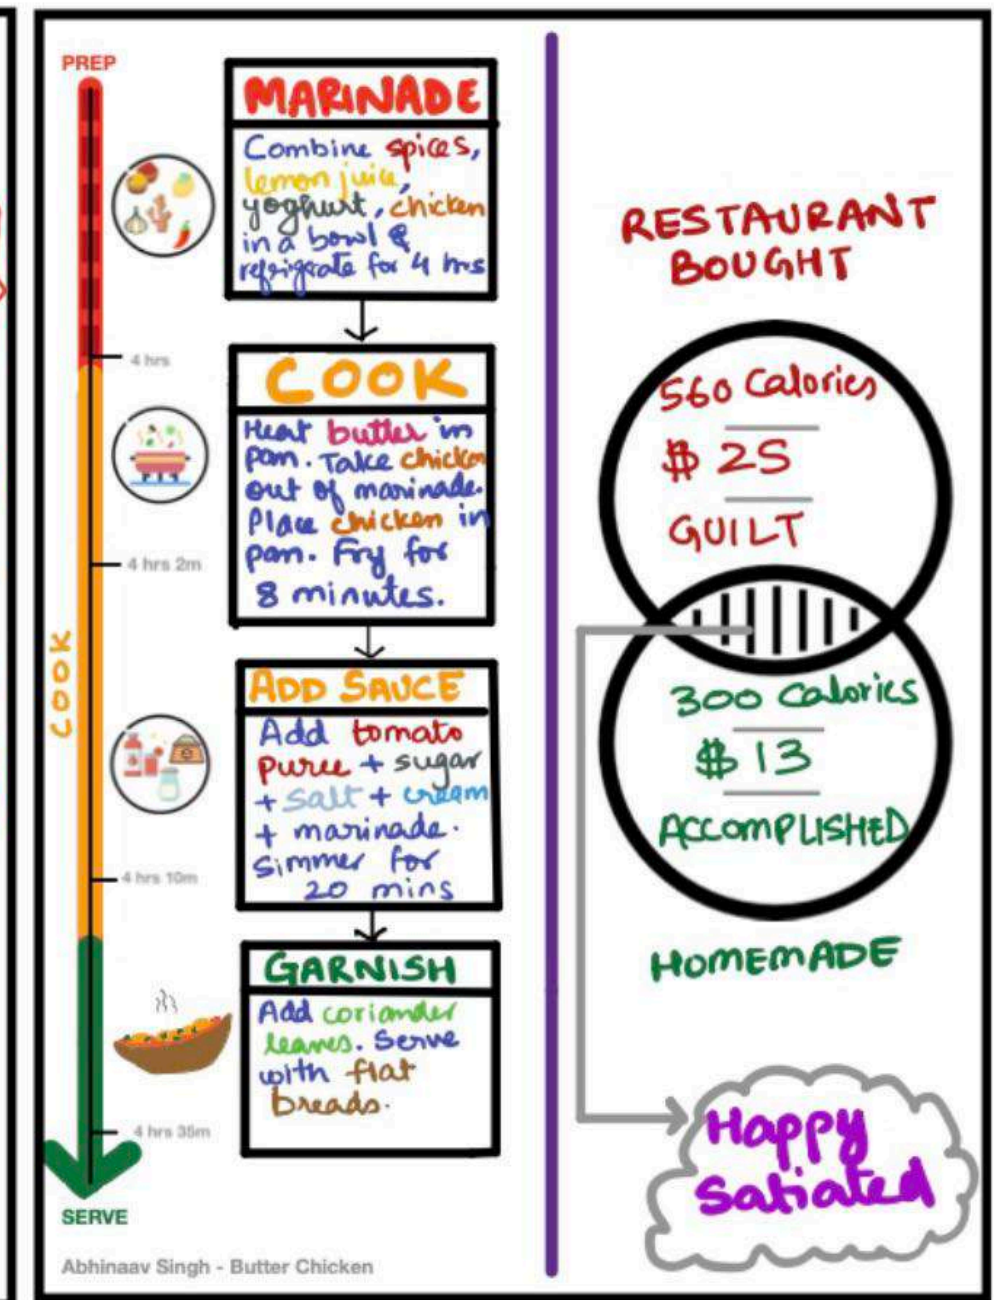 PREP
MARINADE
Combine spices,
lemon juice,
yoghurt, chicken
in a bowl &
refrigrate for 4 hrs
4 hrs
COOK
Heat butter in
pan. Take chicken
out of marinade.
Place chicken in
pan. Fry for
8 minutes.
4 hrs 2m
COOK
ADD SAUCE
Add tomato
puree + sugar
+ salt + cream
+ marinade.
Simmer for
20 mins
4 hrs 10m
GARNISH
Add coriander
leaves. Serve
with flat
breads.
4 hrs 35m
SERVE
Abhinaav Singh - Butter Chicken
RESTAURANT
BOUGHT
560 Calories
$ 25
GUILT
300 Calories
$ 13
ACCOMPLISHED
HOMEMADE
Happy
Satiated